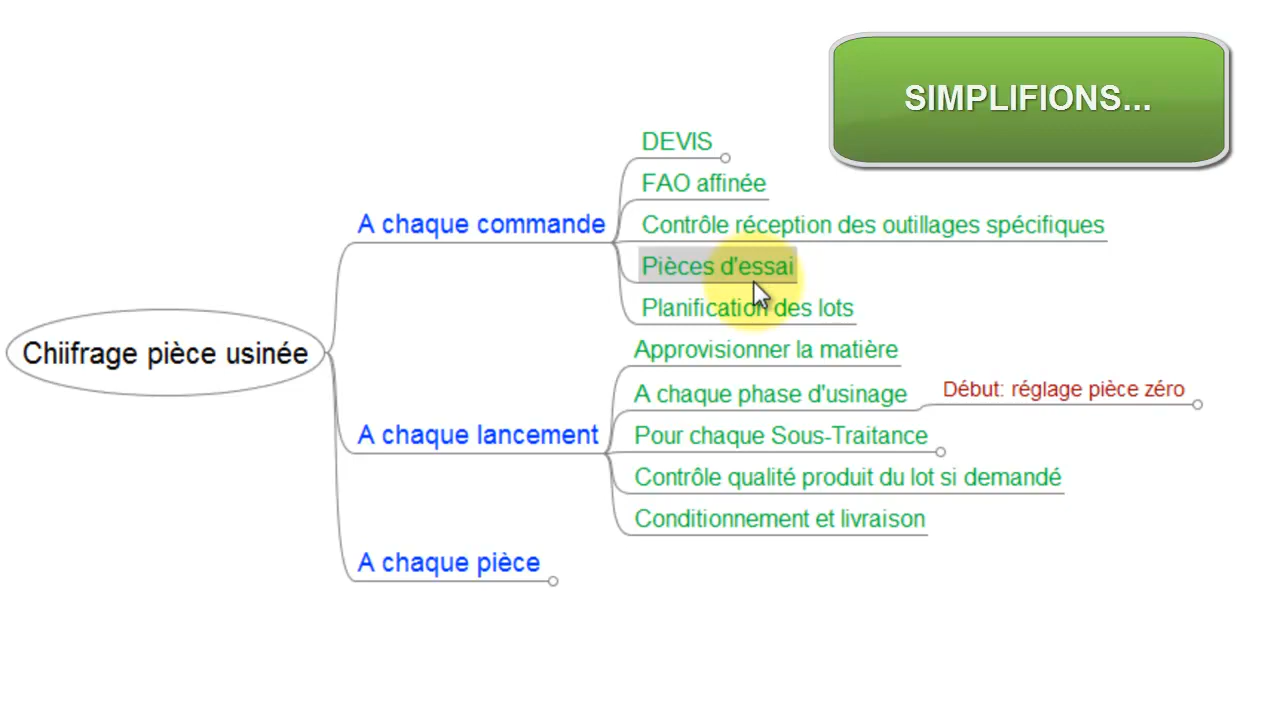 SIMPLIFIONS...
Chiifrage pièce usinée
A chaque commande
DEVIS
FAO affinée
Contrôle réception des outillages spécifiques
Pièces d'essai
Planification des lots
A chaque lancement
Approvisionner la matière
A chaque phase d'usinage
Début: réglage pièce zéro
Pour chaque Sous-Traitance
Contrôle qualité produit du lot si demandé
Conditionnement et livraison
A chaque pièce